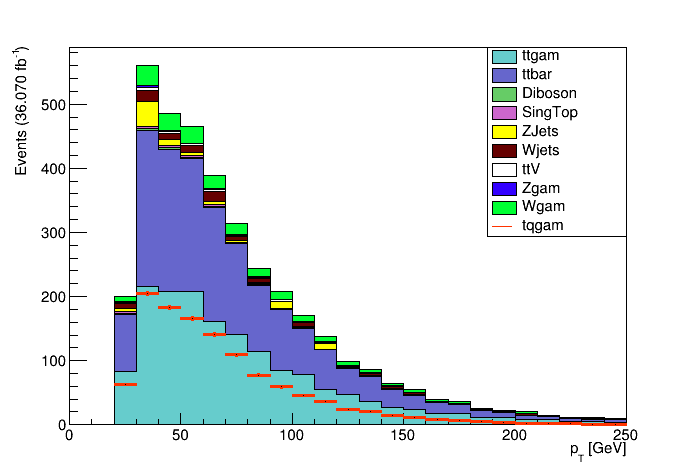 Events (36.070 fb⁻¹)
500
400
300
200
100
0
0 50 100 150 200 250
p_T [GeV]
ttgam
ttbar
Diboson
SingTop
ZJets
Wjets
ttV
Zgam
Wgam
tqgam